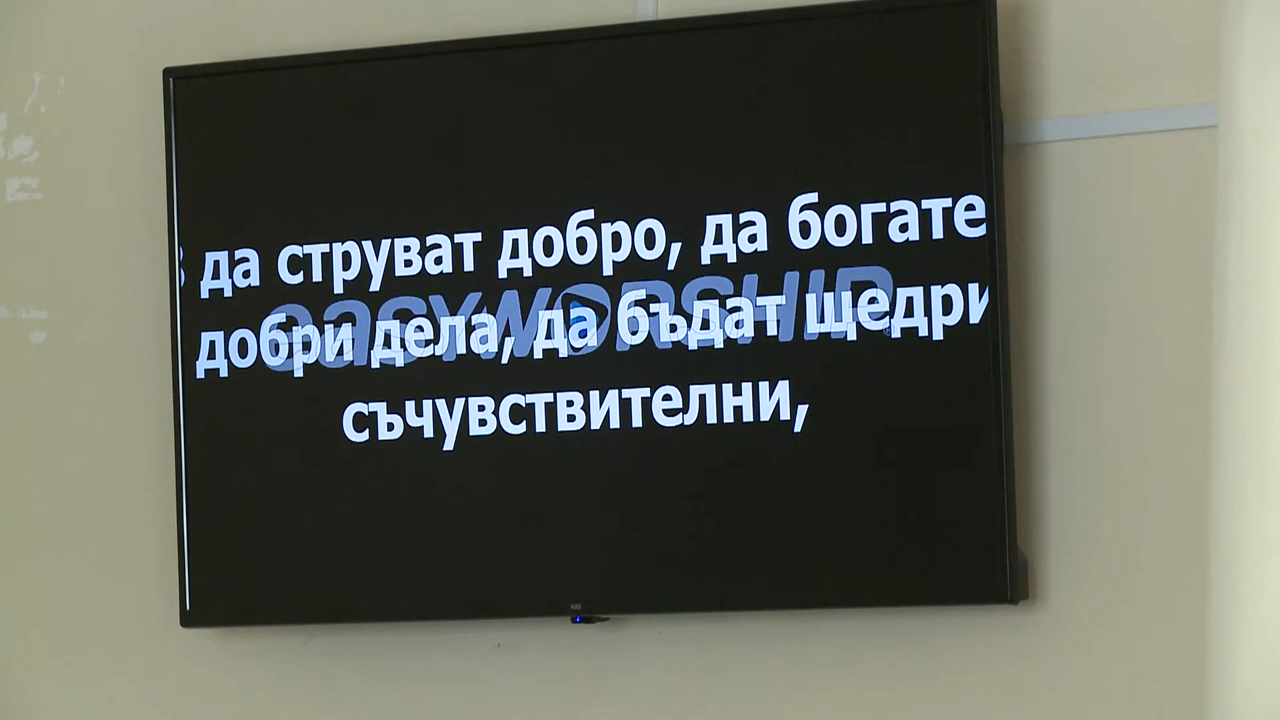 да струват добро, да богате
добри дела, да бъдат щедри
съчувствителни,
easyworship